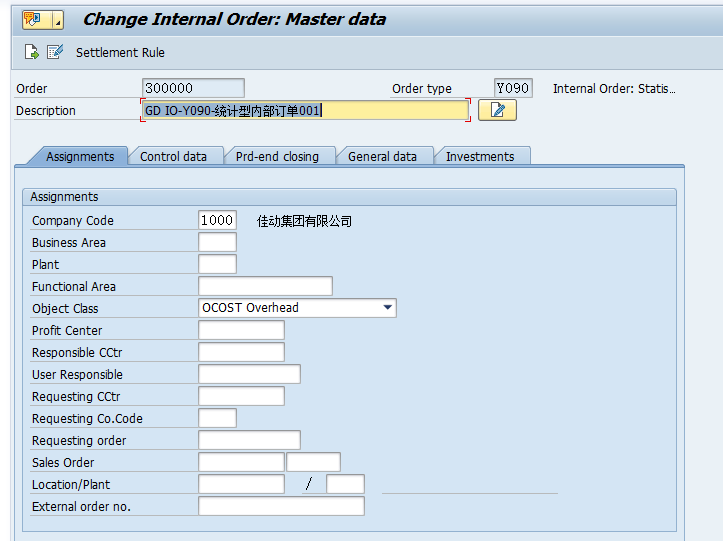 Change Internal Order: Master data
Settlement Rule
Order 300000 Order type Y090 Internal Order: Statis...
Description GD IO-Y090-统计型内部订单001
Assignments Control data Prd-end closing General data Investments
Assignments
Company Code 1000 佳动集团有限公司
Business Area
Plant
Functional Area
Object Class OCOST Overhead
Profit Center
Responsible CCtr
User Responsible
Requesting CCtr
Requesting Co.Code
Requesting order
Sales Order
Location/Plant /
External order no.